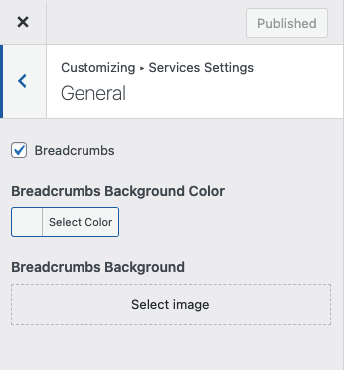 Published
Customizing ▸ Services Settings
General
Breadcrumbs
Breadcrumbs Background Color
Select Color
Breadcrumbs Background
Select image